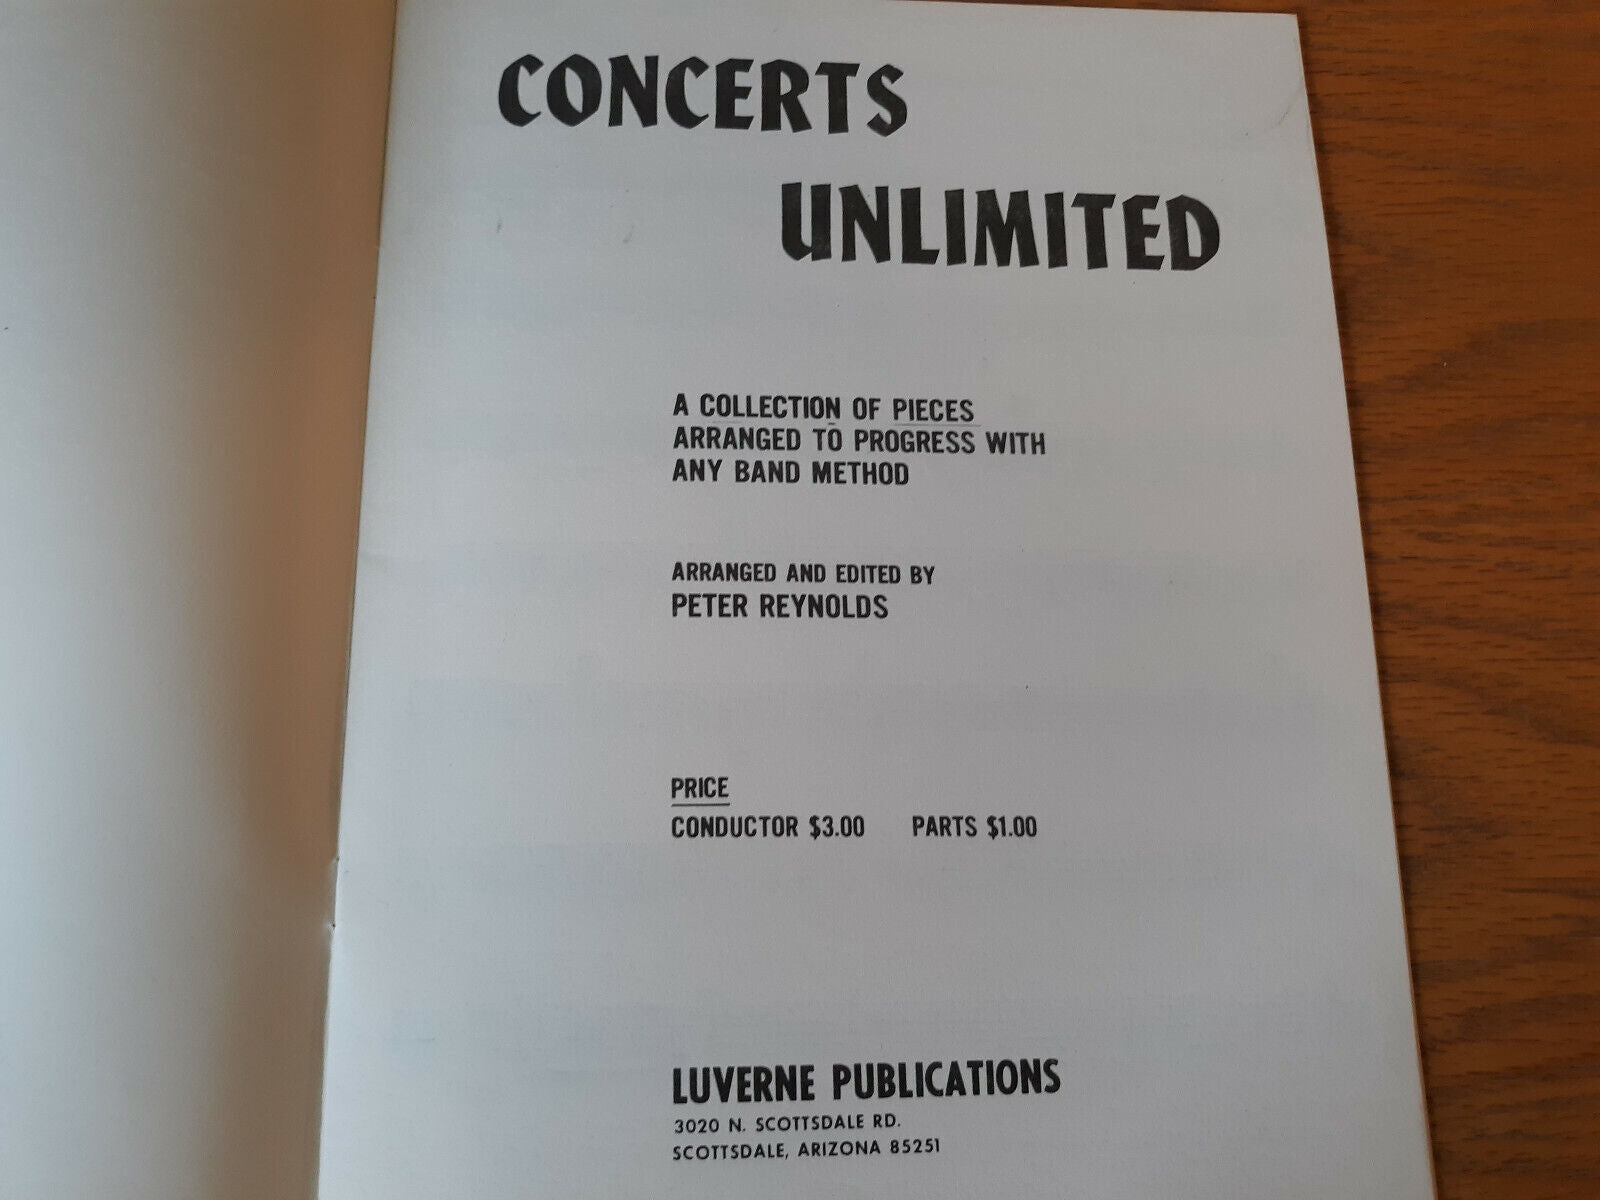 CONCERTS
UNLIMITED
A COLLECTION OF PIECES
ARRANGED TO PROGRESS WITH
ANY BAND METHOD
ARRANGED AND EDITED BY
PETER REYNOLDS
PRICE
CONDUCTOR $3.00 PARTS $1.00
LUVERNE PUBLICATIONS
3020 N. SCOTTSDALE RD.
SCOTTSDALE, ARIZONA 85251